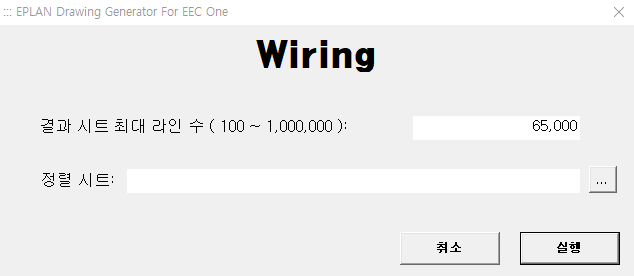 ::: EPLAN Drawing Generator For EEC One
Wiring
결과 시트 최대 라인 수 ( 100 ~ 1,000,000 ): 65,000
정렬 시트: ...
취소 실행